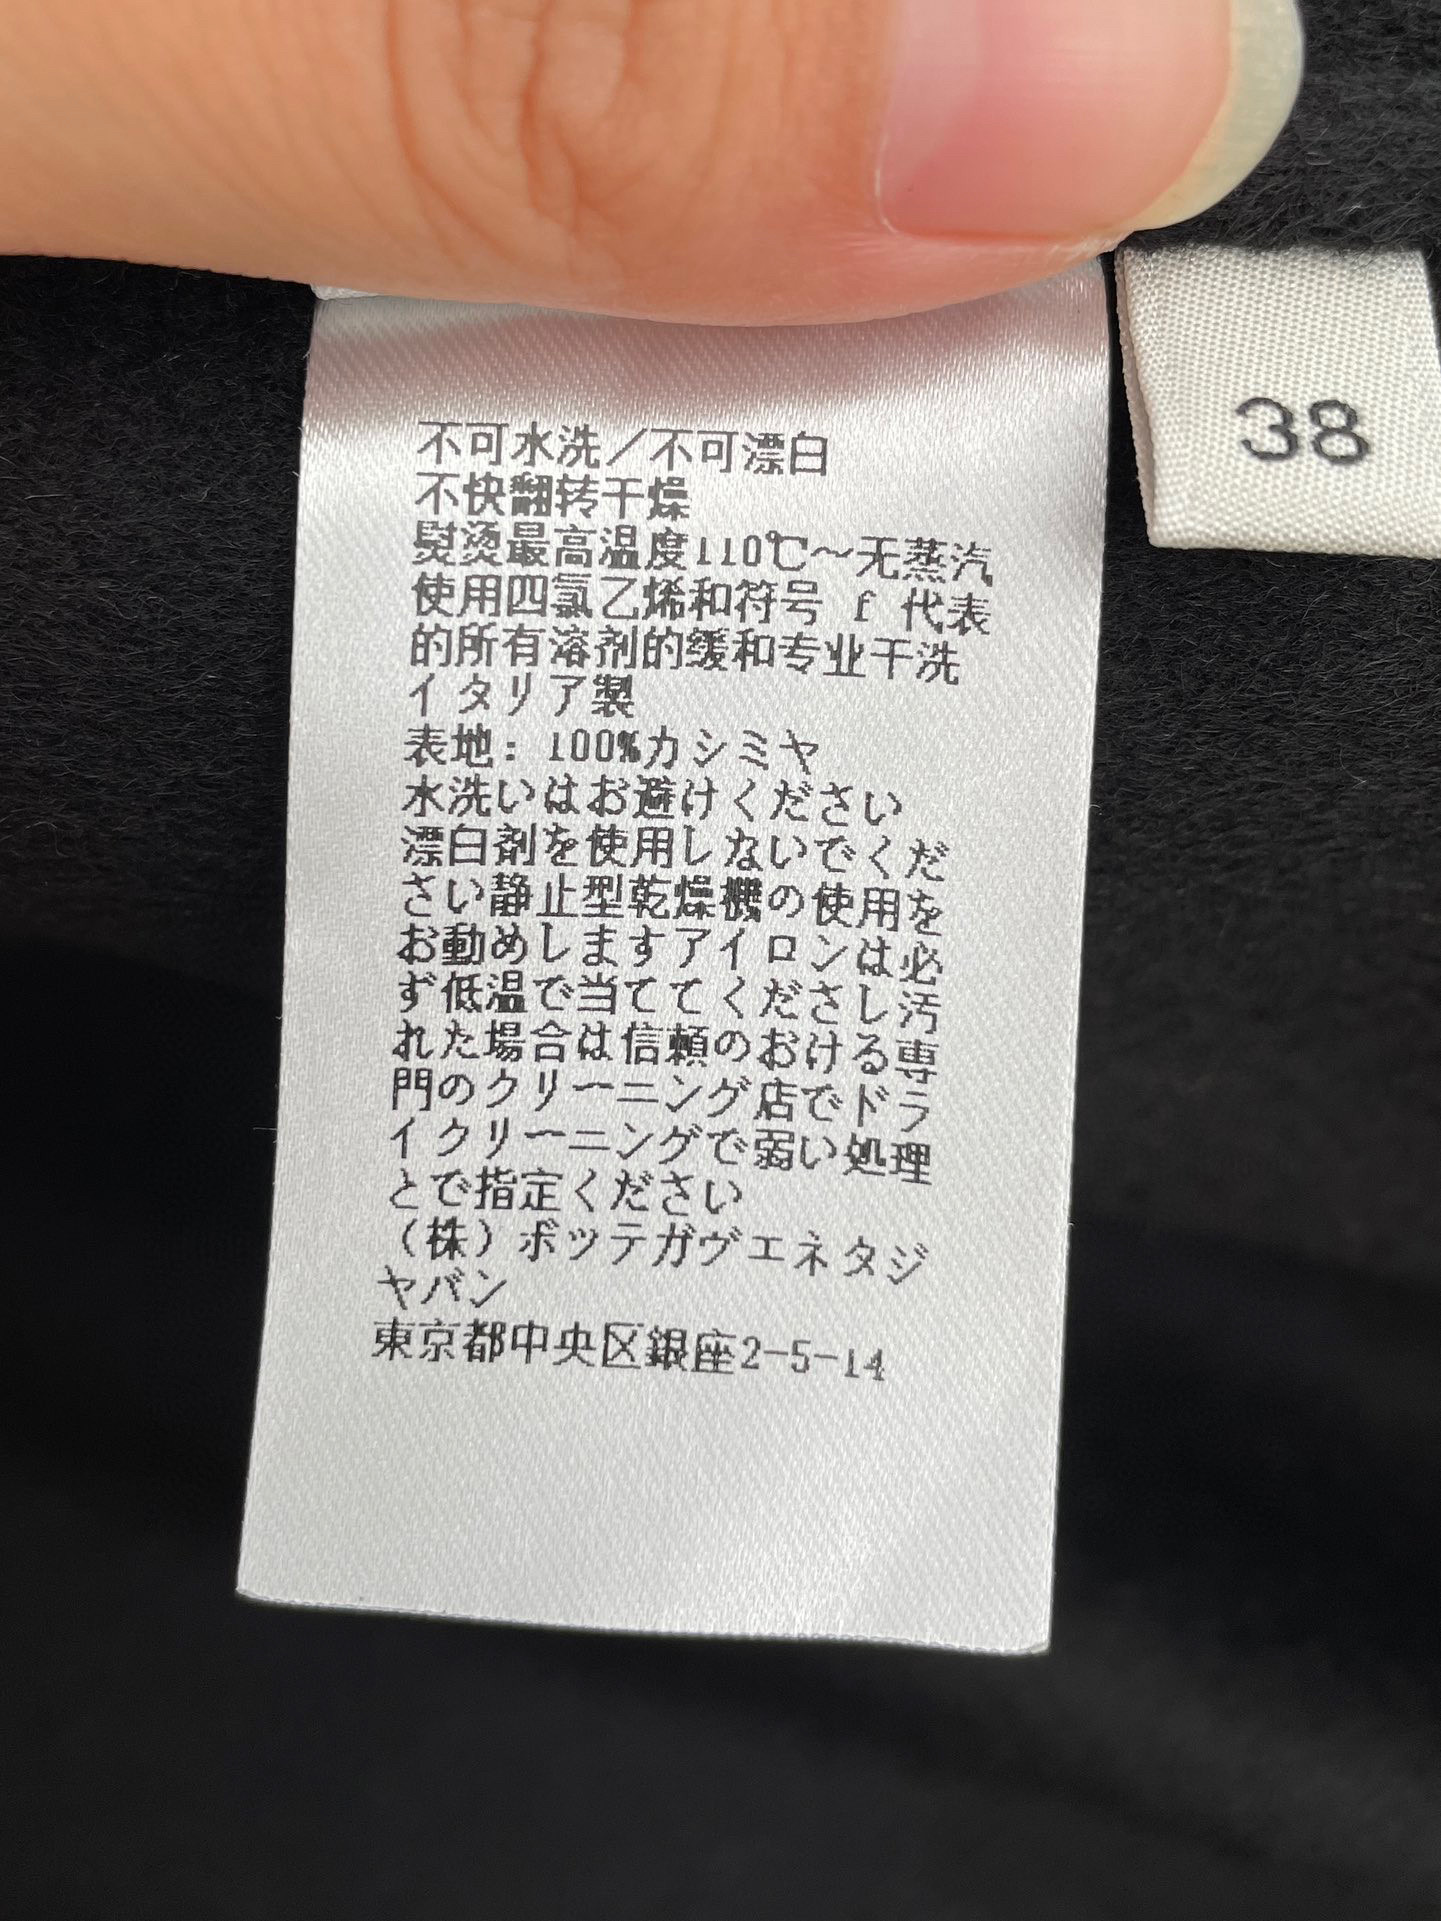 不可水洗／不可漂白
不快翻转干燥
熨烫最高温度110℃～无蒸汽
使用四氯乙烯和符号 f 代表
的所有溶剂的缓和专业干洗
イタリア製
表地： 100%カシミヤ
水洗いはお避けください
漂白剤を使用しないでくだ
さい静止型乾燥機の使用を
お動めしますアイロンは必
ず低温で当ててくださし汚
れた場合は信頼のおける専
門のクリーニング店でドラ
イクリーニングで弱い処理
とで指定ください
（株）ボッテガヴエネタジ
ヤバン
東京都中央区銀座2-5-14
38